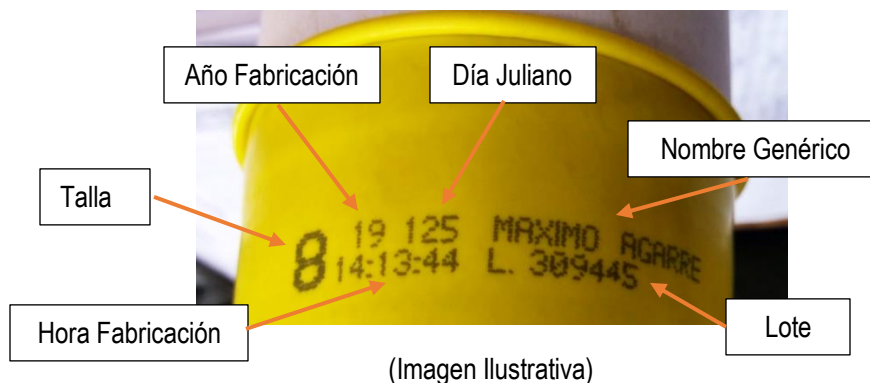 Año Fabricación
Día Juliano
Nombre Genérico
Talla
8
19 125 MAXIMO AGARRE
14:13:44 L. 309445
Hora Fabricación
Lote
(Imagen Ilustrativa)